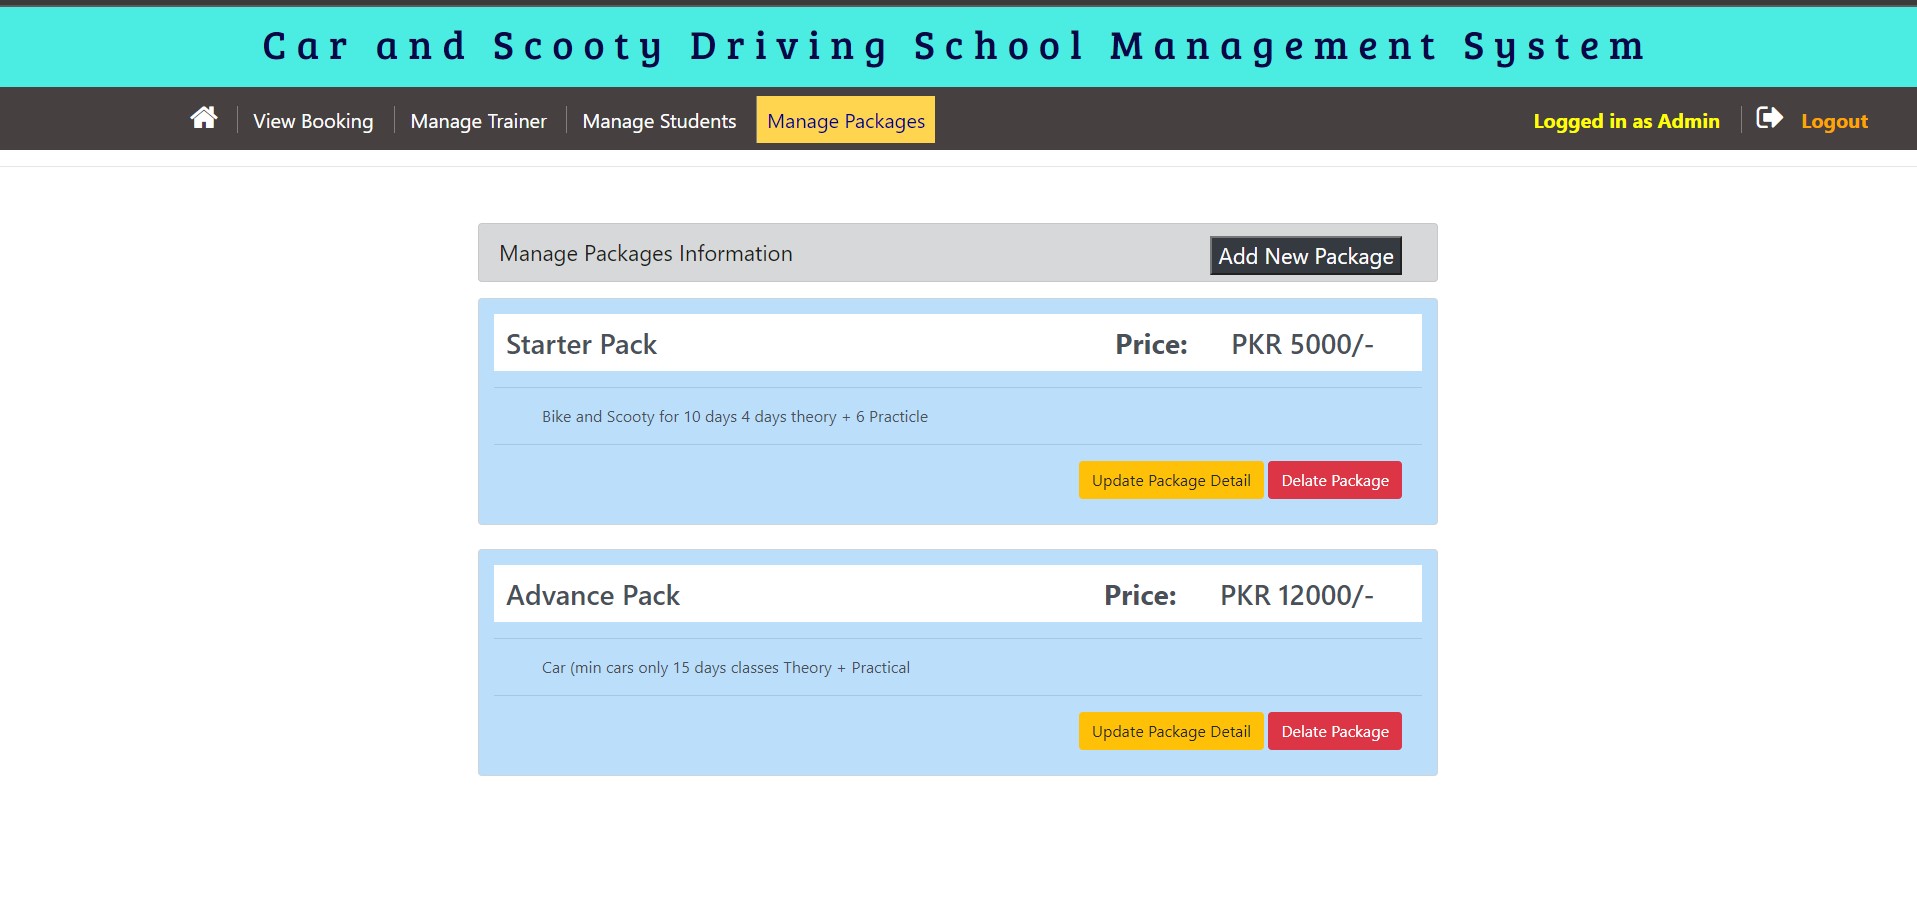 Car and Scooty Driving School Management System
View Booking Manage Trainer Manage Students Manage Packages Logged in as Admin Logout
Manage Packages Information Add New Package
Starter Pack Price: PKR 5000/-
Bike and Scooty for 10 days 4 days theory + 6 Practicle
Update Package Detail Delate Package
Advance Pack Price: PKR 12000/-
Car (min cars only 15 days classes Theory + Practical
Update Package Detail Delate Package